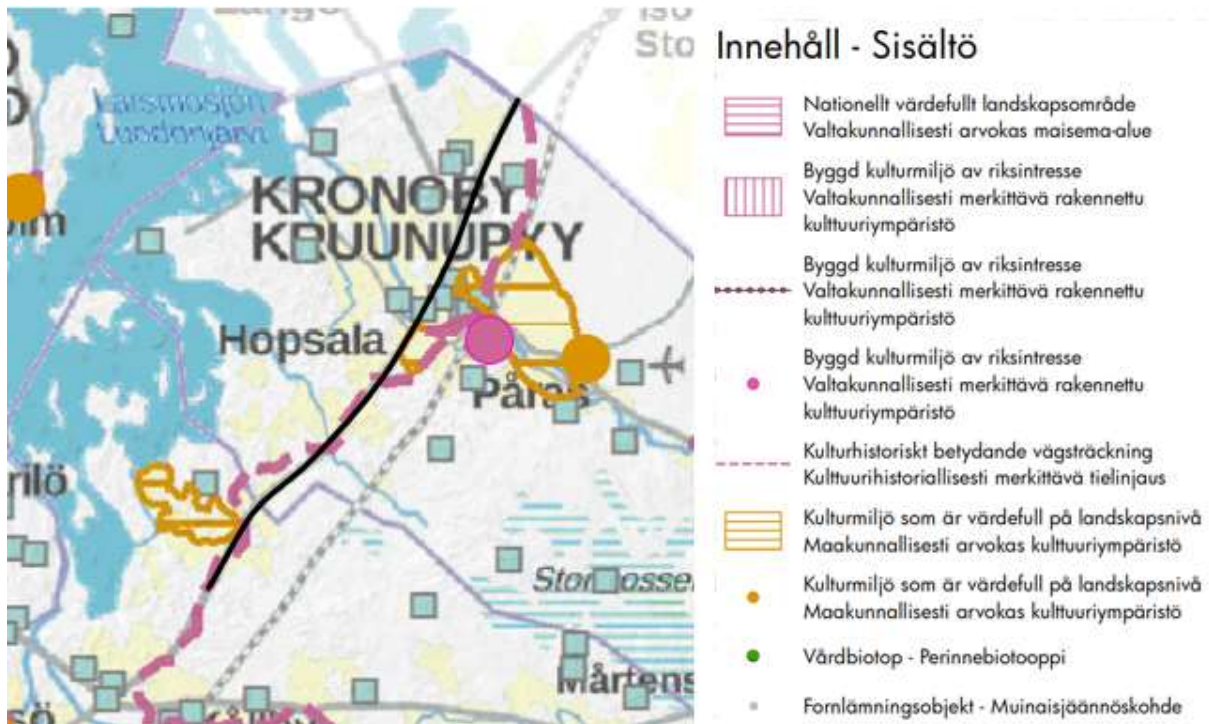 Iso
Sto
Larsmosjön
Luodonjärvi
KRONOBY
KRUUNUPYY
Hopsala
Påras
Mårtens
Innehåll - Sisältö
Nationellt värdefullt landskapsområde
Valtakunnallisesti arvokas maisema-alue
Byggd kulturmiljö av riksintresse
Valtakunnallisesti merkittävä rakennettu
kulttuuriympäristö
Byggd kulturmiljö av riksintresse
Valtakunnallisesti merkittävä rakennettu
kulttuuriympäristö
Byggd kulturmiljö av riksintresse
Valtakunnallisesti merkittävä rakennettu
kulttuuriympäristö
Kulturhistoriskt betydande vägsträckning
Kulttuurihistoriallisesti merkittävä tielinjaus
Kulturmiljö som är värdefull på landskapsnivå
Maakunnallisesti arvokas kulttuuriympäristö
Kulturmiljö som är värdefull på landskapsnivå
Maakunnallisesti arvokas kulttuuriympäristö
Vårdbiotop - Perinnebiotooppi
Fornlämningsobjekt - Muinaisjäännöskohde